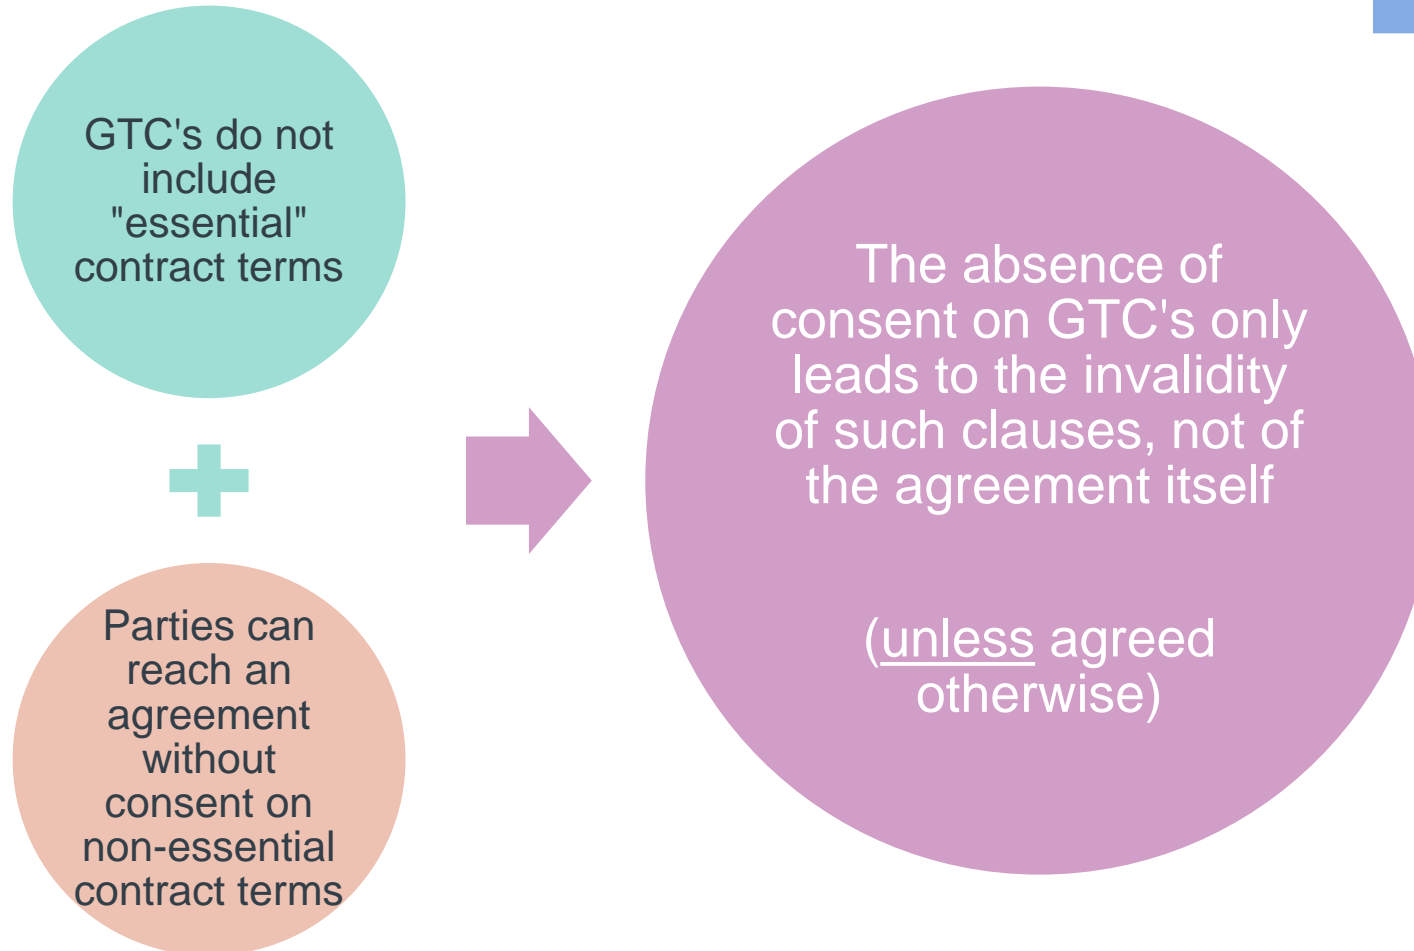 GTC's do not
include
"essential"
contract terms
Parties can
reach an
agreement
without
consent on
non-essential
contract terms
The absence of
consent on GTC's only
leads to the invalidity
of such clauses, not of
the agreement itself
(unless agreed
otherwise)